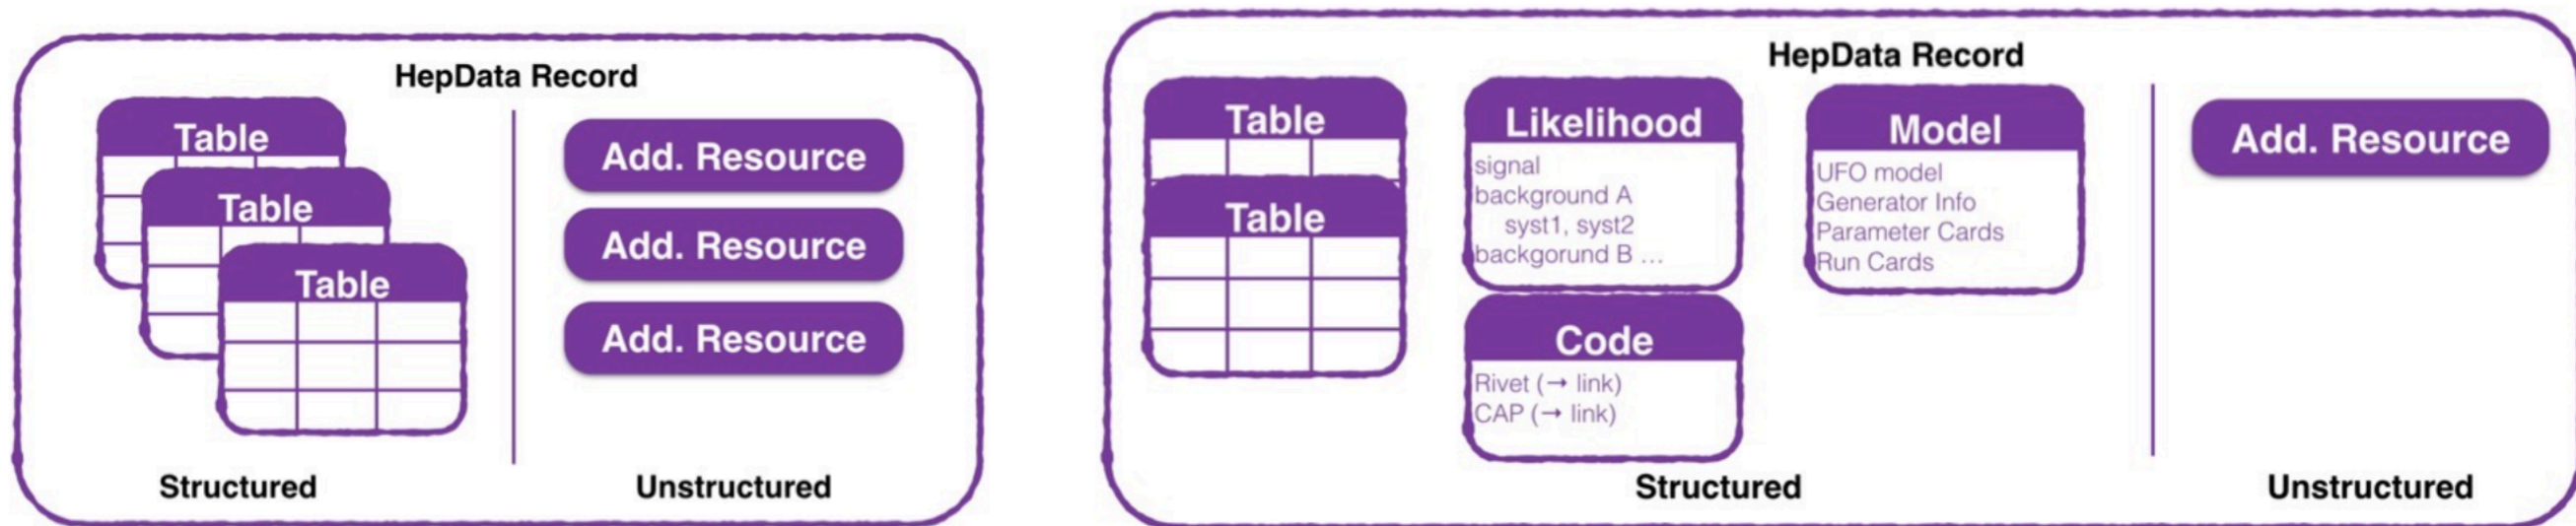 HepData Record
Table
Table
Table
Add. Resource
Add. Resource
Add. Resource
Structured
Unstructured
HepData Record
Table
Table
Likelihood
signal
background A
syst1, syst2
backgorund B ...
Code
Rivet (→ link)
CAP (→ link)
Model
UFO model
Generator Info
Parameter Cards
Run Cards
Add. Resource
Structured
Unstructured